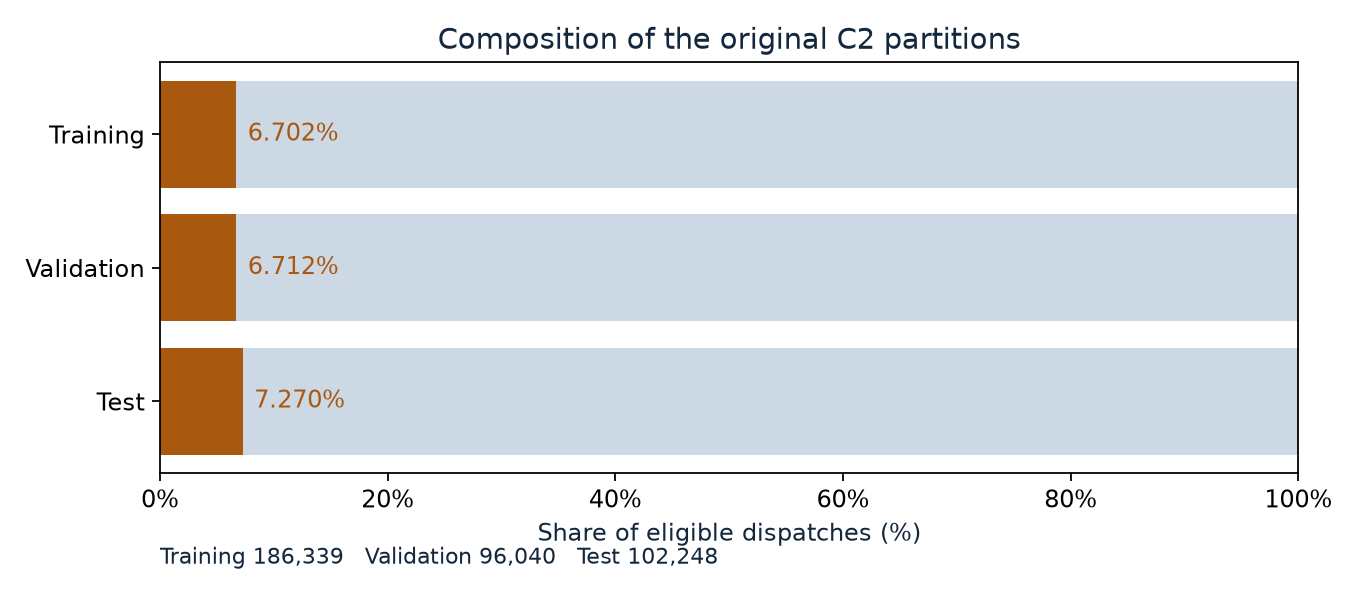 Composition of the original C2 partitions
Training
6.702%
Validation
6.712%
Test
7.270%
0% 20% 40% 60% 80% 100%
Share of eligible dispatches (%)
Training 186,339 Validation 96,040 Test 102,248